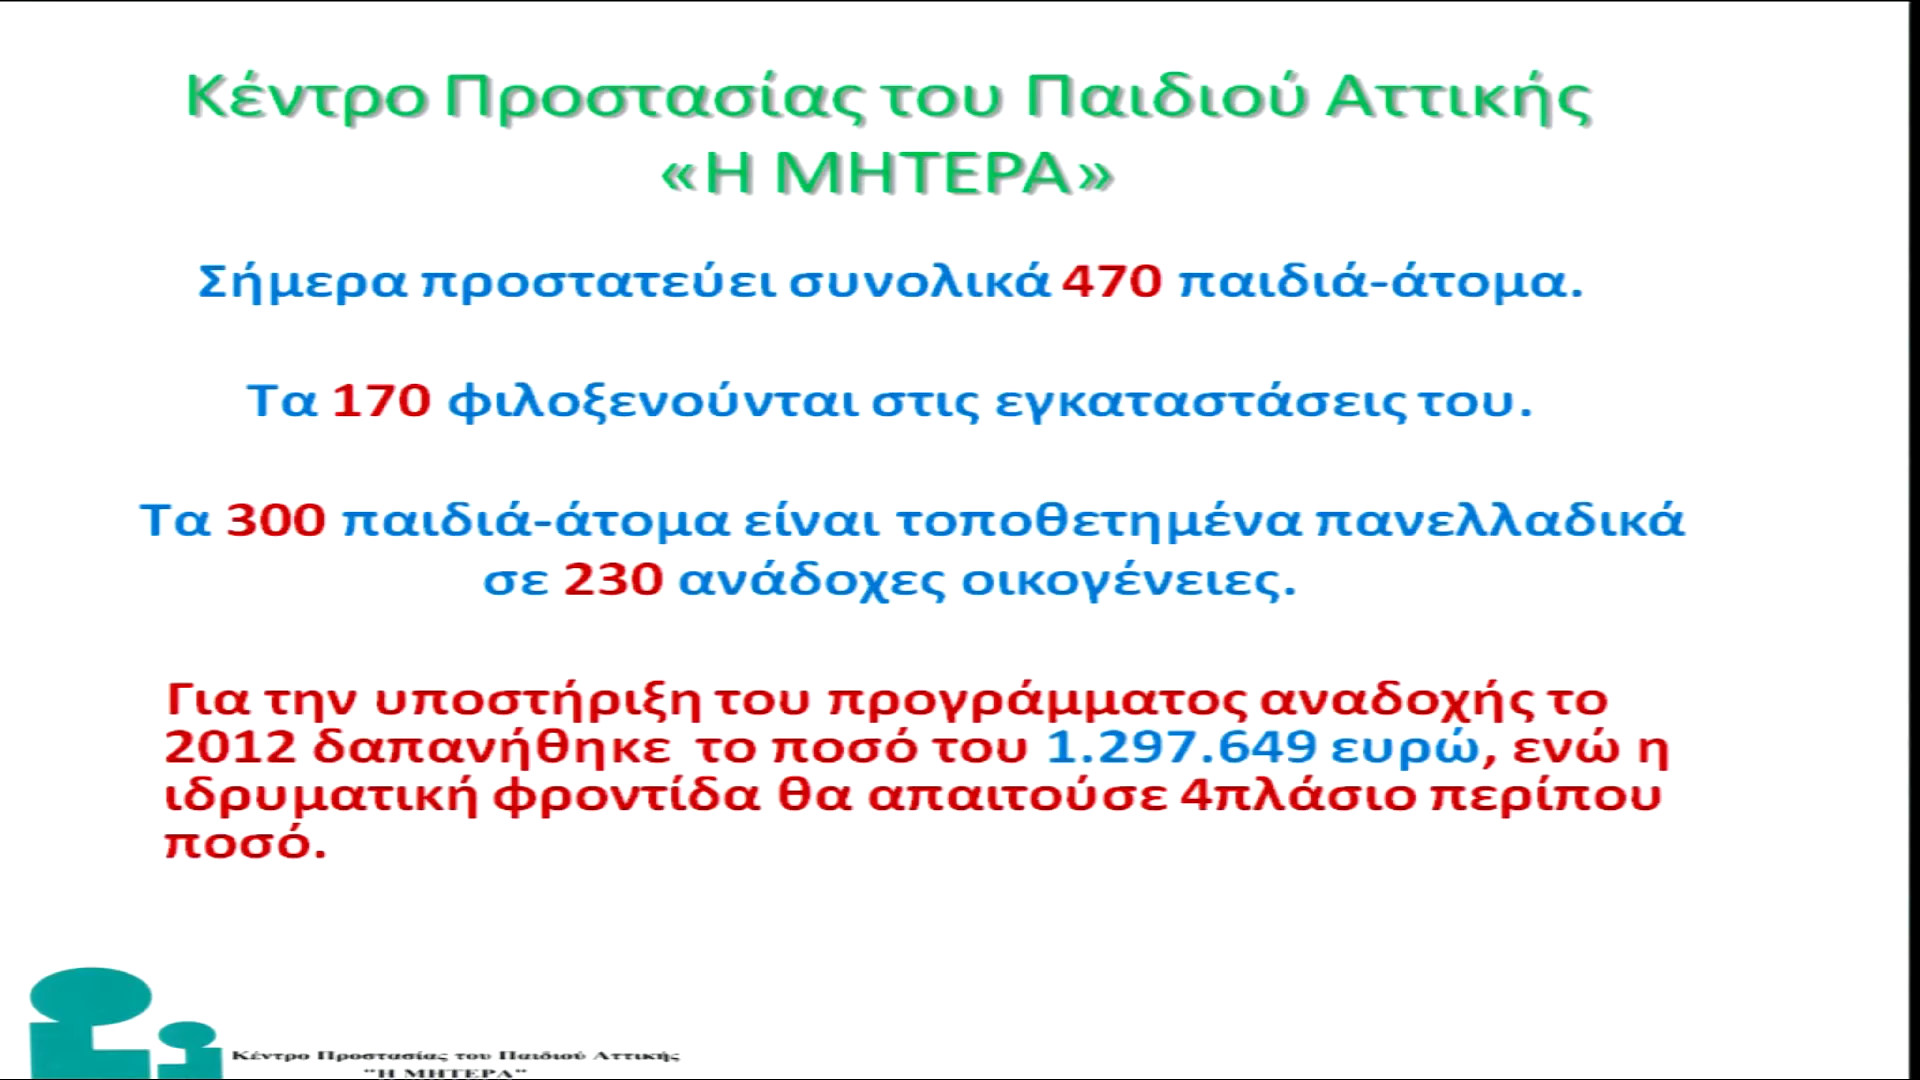 Κέντρο Προστασίας του Παιδιού Αττικής
«Η ΜΗΤΕΡΑ»
Σήμερα προστατεύει συνολικά 470 παιδιά-άτομα.
Τα 170 φιλοξενούνται στις εγκαταστάσεις του.
Τα 300 παιδιά-άτομα είναι τοποθετημένα πανελλαδικά
σε 230 ανάδοχες οικογένειες.
Για την υποστήριξη του προγράμματος αναδοχής το
2012 δαπανήθηκε το ποσό του 1.297.649 ευρώ, ενώ η
ιδρυματική φροντίδα θα απαιτούσε 4πλάσιο περίπου
ποσό.
Κέντρο Προστασίας του Παιδιού Αττικής
"Η ΜΗΤΕΡΑ"